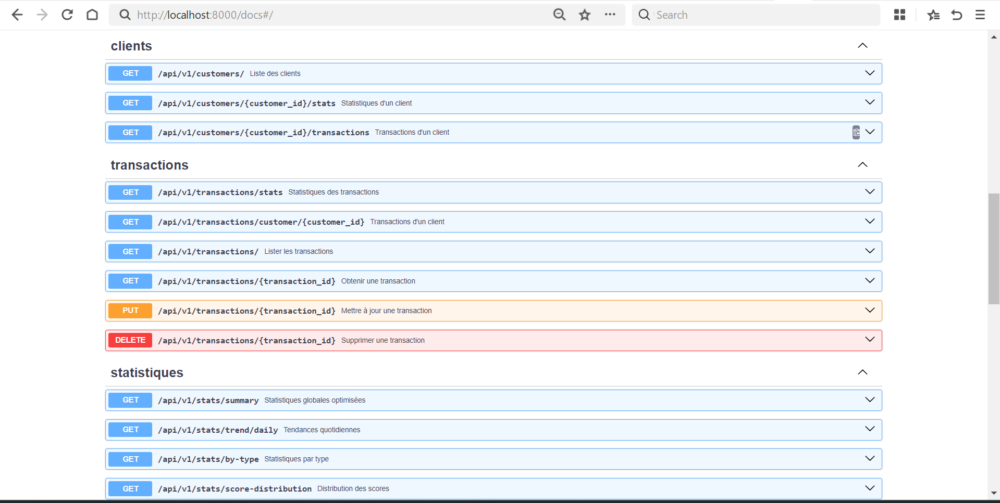 http://localhost:8000/docs#/ Search
clients
GET /api/v1/customers/ Liste des clients
GET /api/v1/customers/{customer_id}/stats Statistiques d'un client
GET /api/v1/customers/{customer_id}/transactions Transactions d'un client
transactions
GET /api/v1/transactions/stats Statistiques des transactions
GET /api/v1/transactions/customer/{customer_id} Transactions d'un client
GET /api/v1/transactions/ Lister les transactions
GET /api/v1/transactions/{transaction_id} Obtenir une transaction
PUT /api/v1/transactions/{transaction_id} Mettre à jour une transaction
DELETE /api/v1/transactions/{transaction_id} Supprimer une transaction
statistiques
GET /api/v1/stats/summary Statistiques globales optimisées
GET /api/v1/stats/trend/daily Tendances quotidiennes
GET /api/v1/stats/by-type Statistiques par type
GET /api/v1/stats/score-distribution Distribution des scores